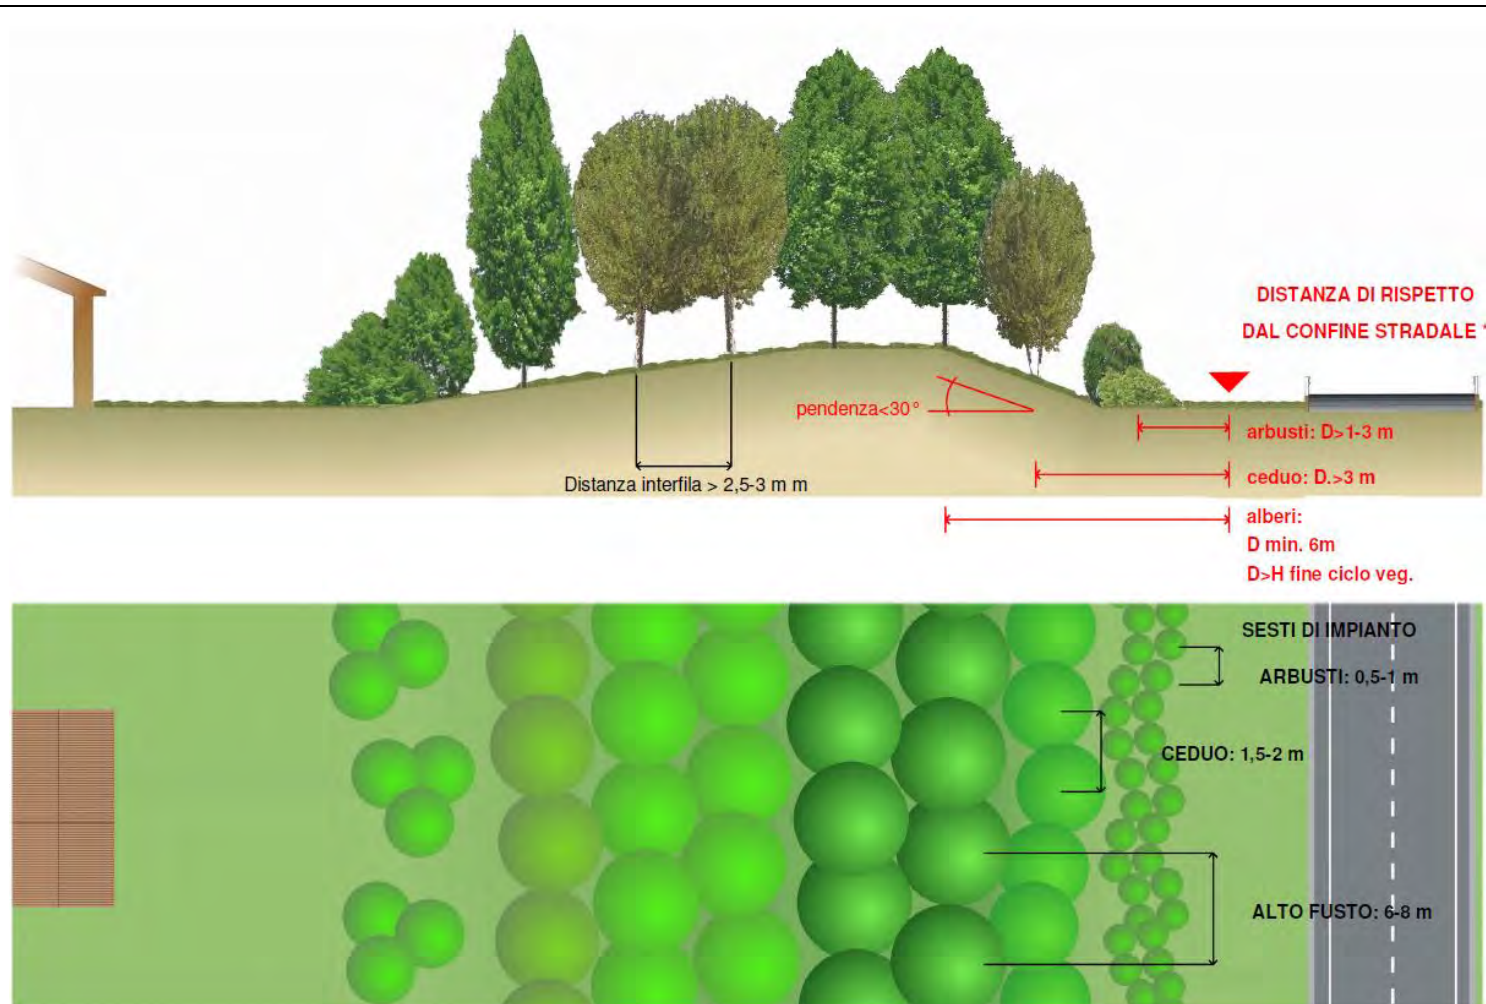 DISTANZA DI RISPETTO
DAL CONFINE STRADALE *
pendenza<30°
arbusti: D>1-3 m
ceduo: D.>3 m
Distanza interfila > 2,5-3 m m
alberi:
D min. 6m
D>H fine ciclo veg.
SESTI DI IMPIANTO
ARBUSTI: 0,5-1 m
CEDUO: 1,5-2 m
ALTO FUSTO: 6-8 m